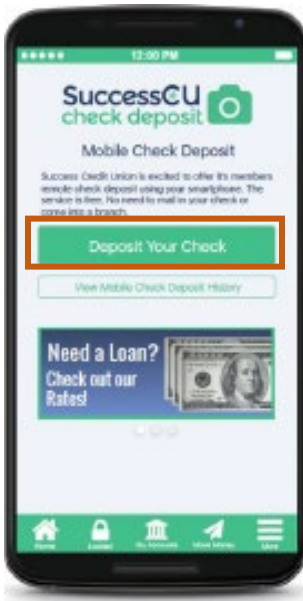 12:00 PM
SuccessCU
check deposit
Mobile Check Deposit
Success Credit Union is excited to offer its members
remote check deposit using your smartphone. The
service is free. No need to mail in your check or
come into a branch.
Deposit Your Check
View Mobile Check Deposit History
Need a Loan?
Check out our
Rates!
Home
My Accounts
Move Money
More